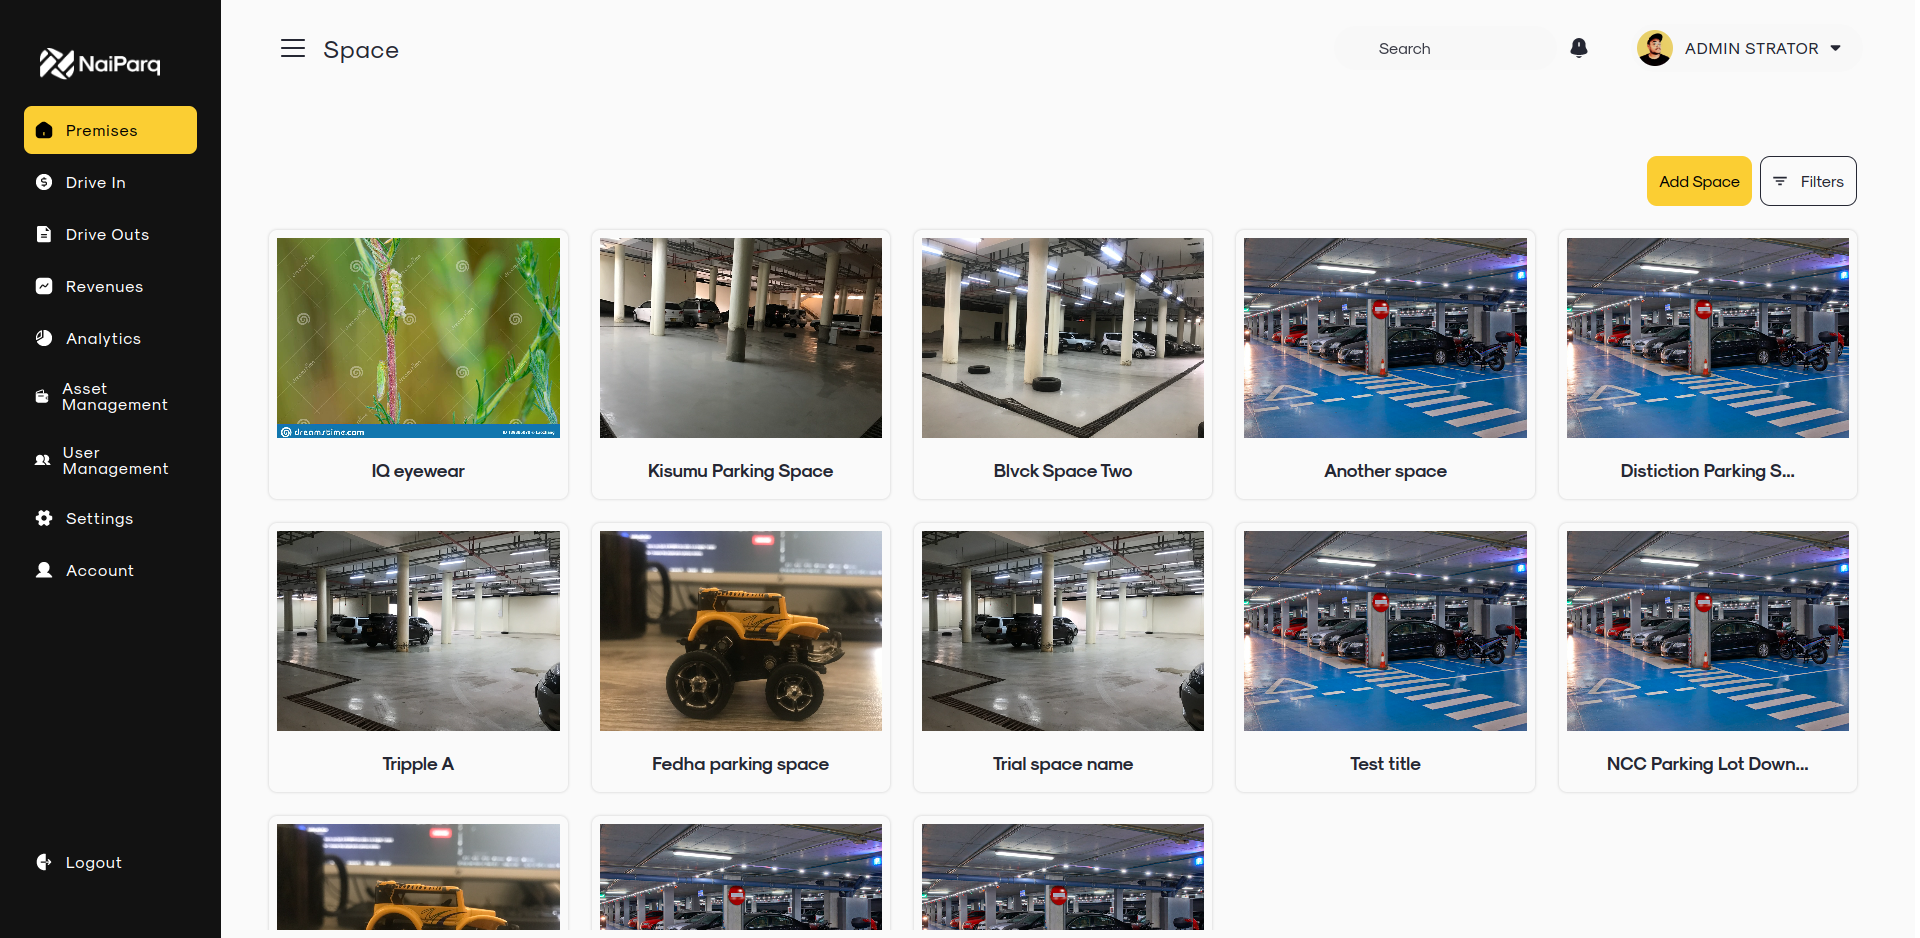 NaiParq
Space
Search
ADMIN STRATOR
Premises
Drive In
Drive Outs
Revenues
Analytics
Asset
Management
User
Management
Settings
Account
Logout
Add Space
Filters
dreamstime.com
IQ eyewear
Kisumu Parking Space
Blvck Space Two
Another space
Distiction Parking S...
Tripple A
Fedha parking space
Trial space name
Test title
NCC Parking Lot Down...